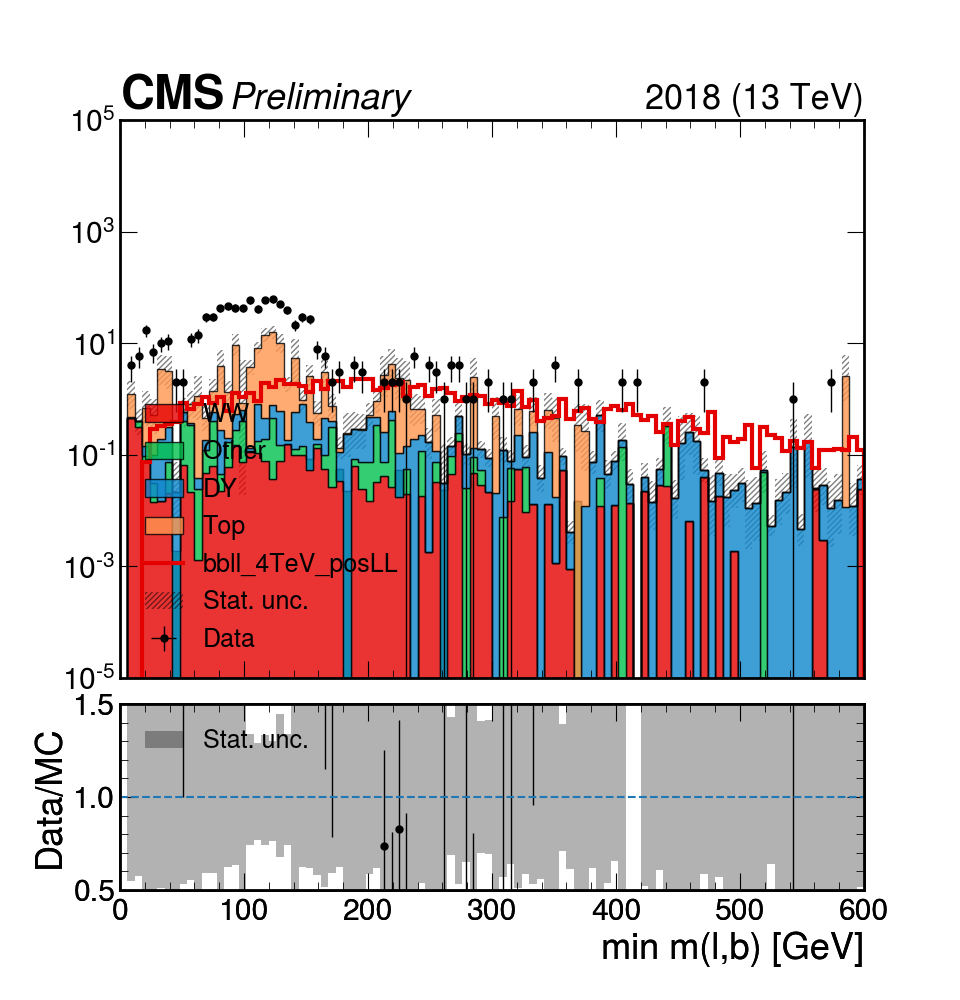 CMS Preliminary 2018 (13 TeV)
10^5
10^3
10^1
10^-1
10^-3
10^-5
WW
Other
DY
Top
bbll_4TeV_posLL
Stat. unc.
Data
Data/MC
1.5
1.0
0.5
Stat. unc.
0 100 200 300 400 500 600
min m(l,b) [GeV]